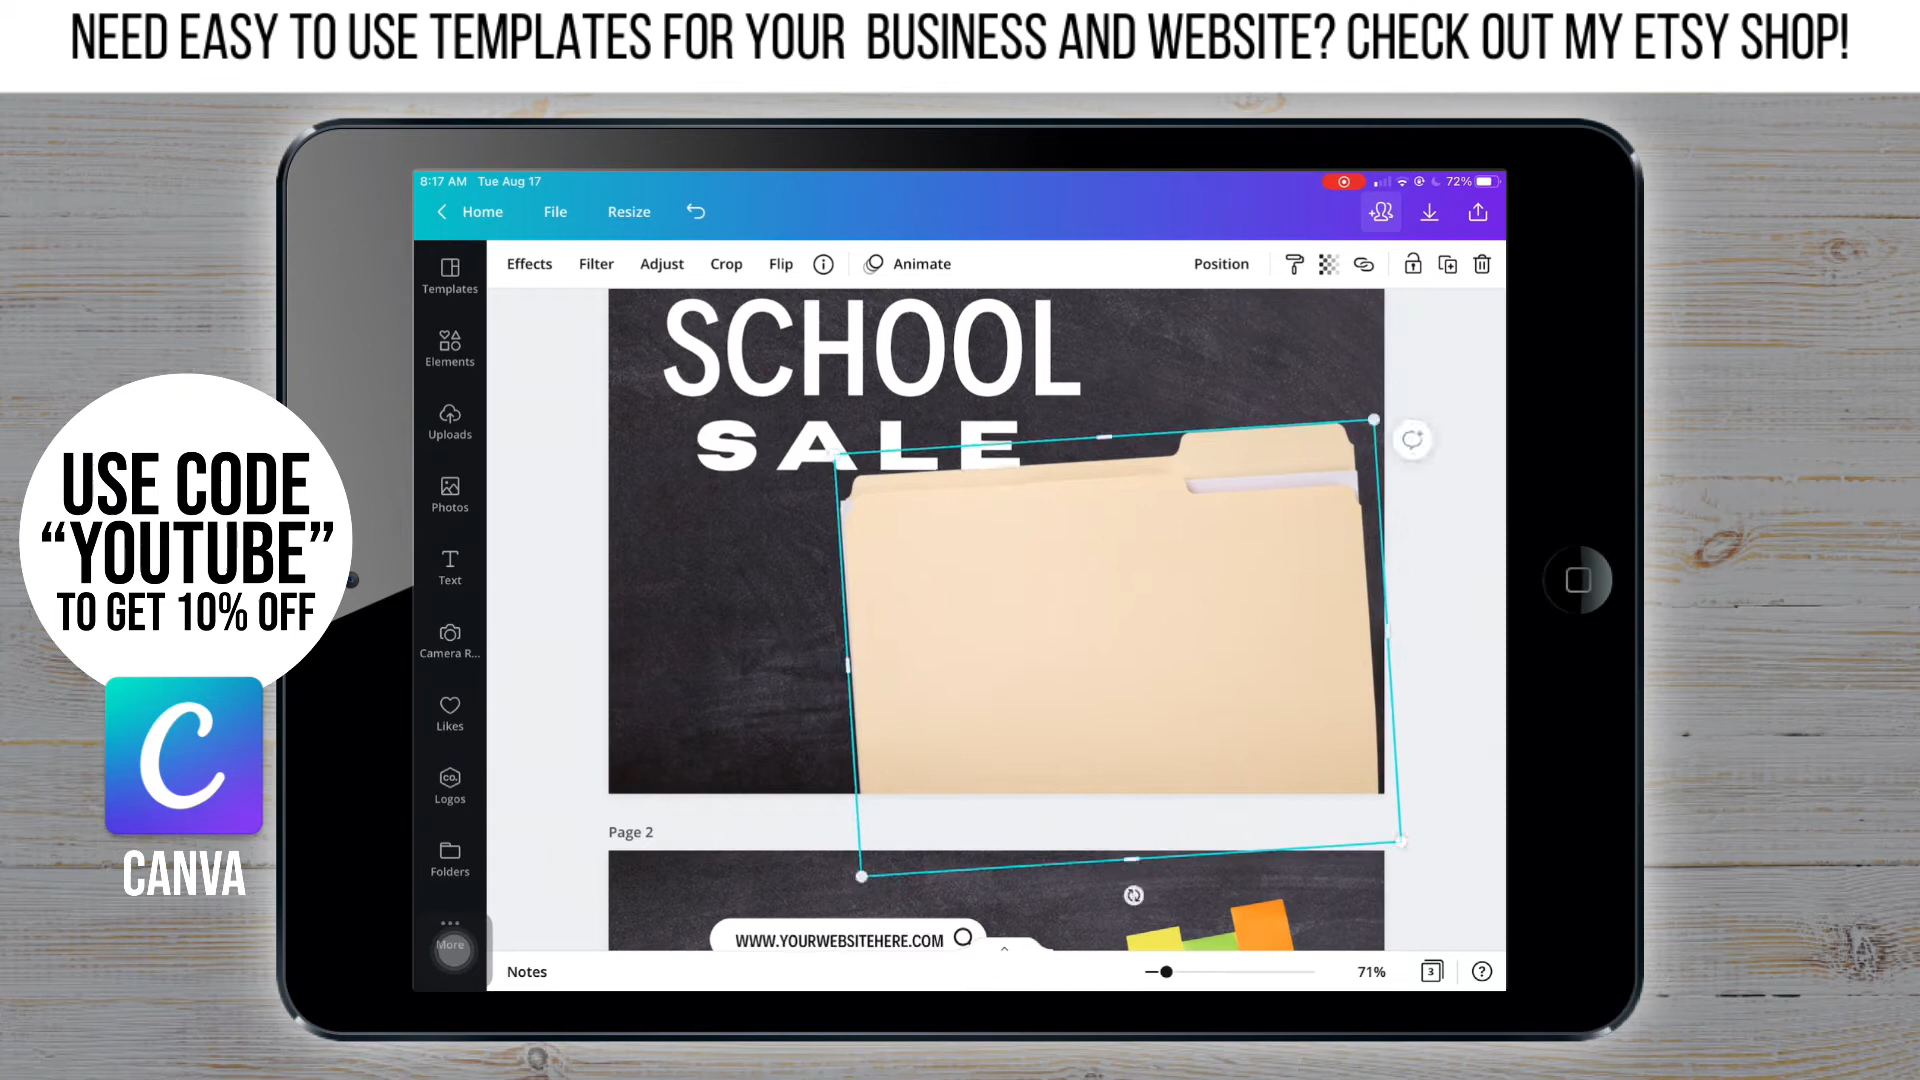 NEED EASY TO USE TEMPLATES FOR YOUR BUSINESS AND WEBSITE? CHECK OUT MY ETSY SHOP!
8:17 AM Tue Aug 17
72%
Home File Resize
Effects Filter Adjust Crop Flip Animate Position
Templates
Elements
Uploads
Photos
Text
Camera R...
Likes
CO.
Logos
Folders
More
SCHOOL
SALE
Page 2
WWW.YOURWEBSITEHERE.COM
Notes 71% 3 ?
USE CODE
“YOUTUBE”
TO GET 10% OFF
C
CANVA